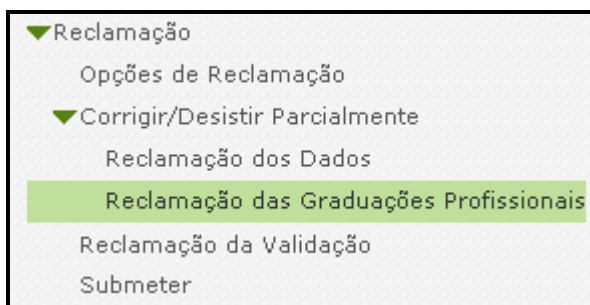 Reclamação
Opções de Reclamação
Corrigir/Desistir Parcialmente
Reclamação dos Dados
Reclamação das Graduações Profissionais
Reclamação da Validação
Submeter